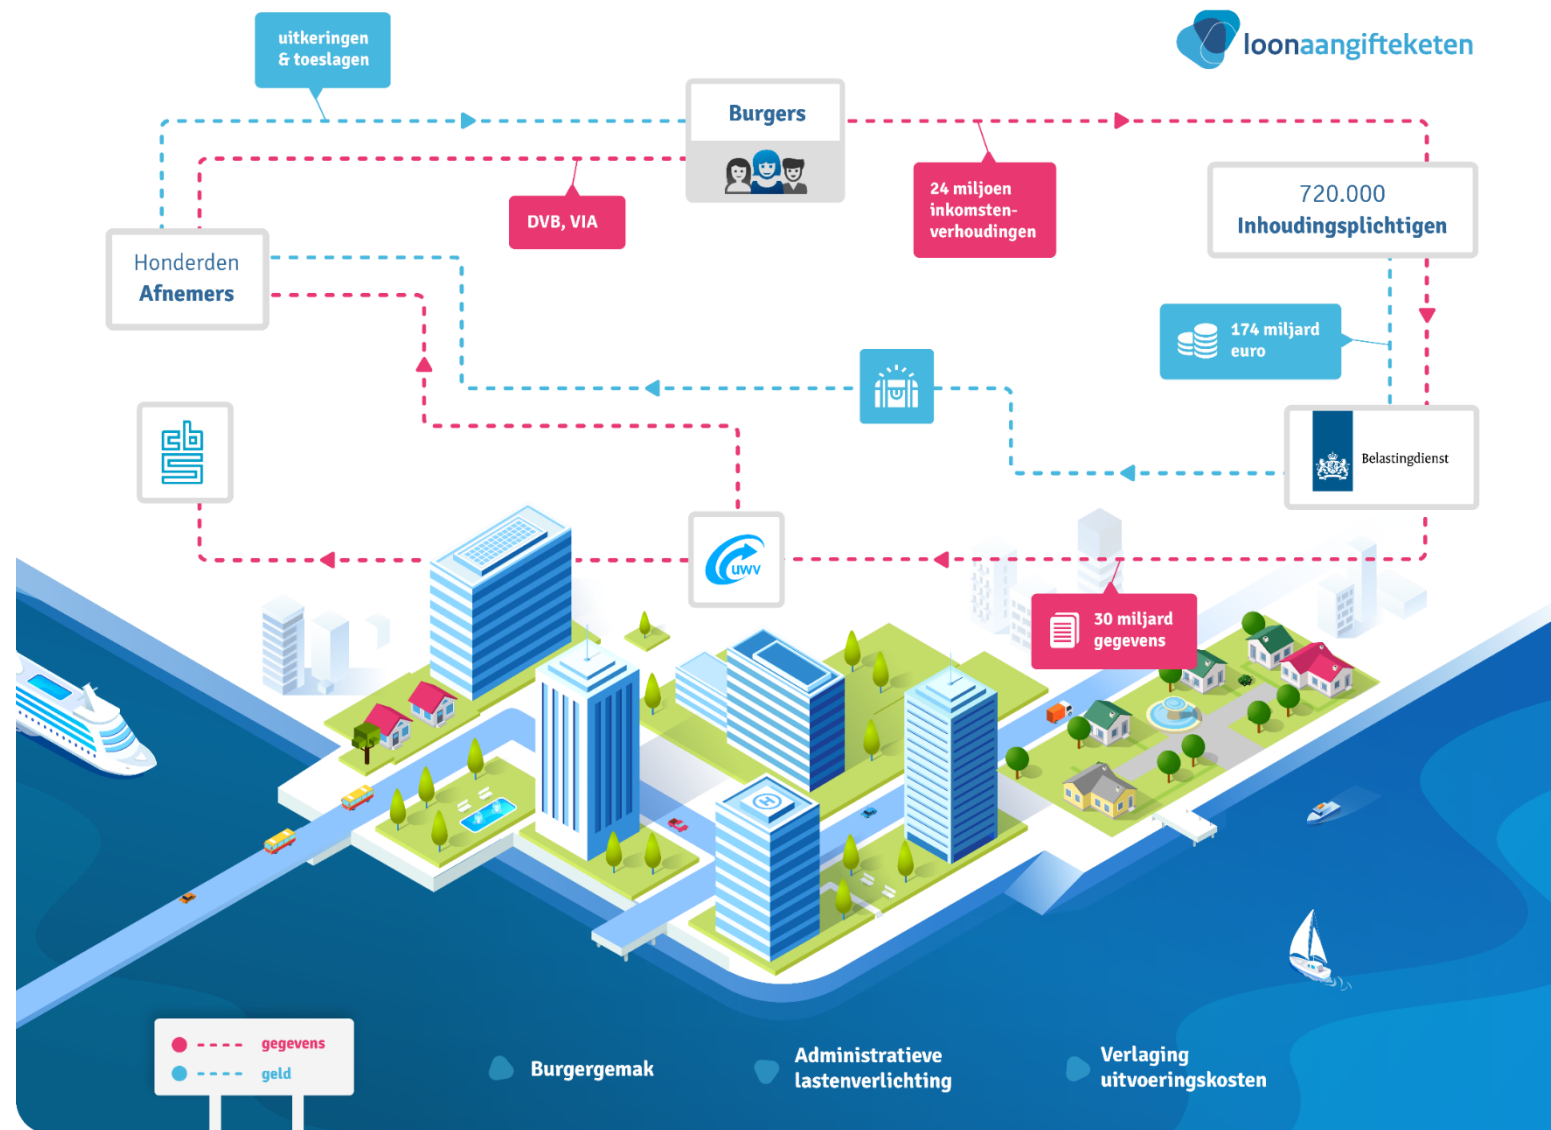 uitkeringen
& toeslagen
loonaangifteketen
Burgers
24 miljoen
inkomsten-
verhoudingen
720.000
Inhoudingsplichtigen
DVB, VIA
Honderden
Afnemers
174 miljard
euro
cbs
Belastingdienst
UWV
30 miljard
gegevens
H
gegevens
geld
Burgergemak
Administratieve
lastenverlichting
Verlaging
uitvoeringskosten